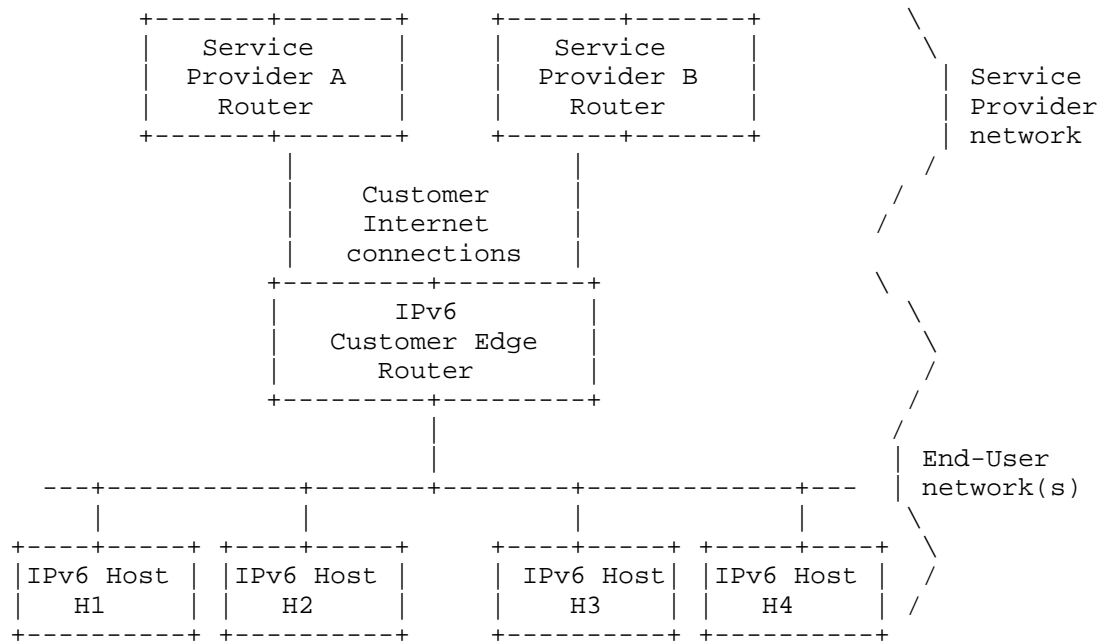 Service
Provider A
Router
Service
Provider B
Router
Service
Provider
network
Customer
Internet
connections
IPv6
Customer Edge
Router
End-User
network(s)
IPv6 Host
H1
IPv6 Host
H2
IPv6 Host
H3
IPv6 Host
H4